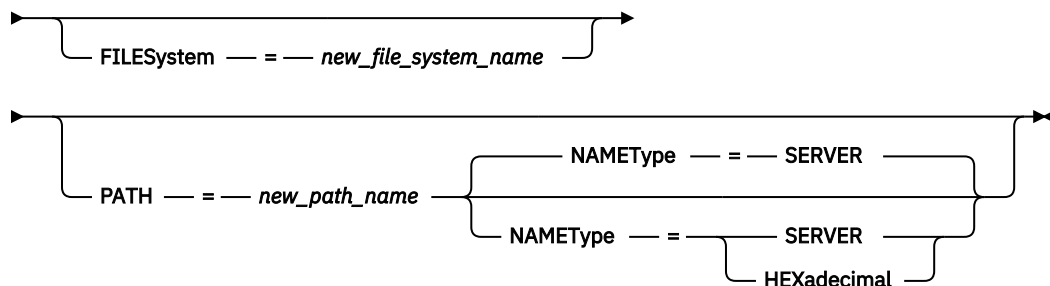 FILESystem = new_file_system_name
NAMEType = SERVER
PATH = new_path_name
NAMEType = SERVER
HEXadecimal